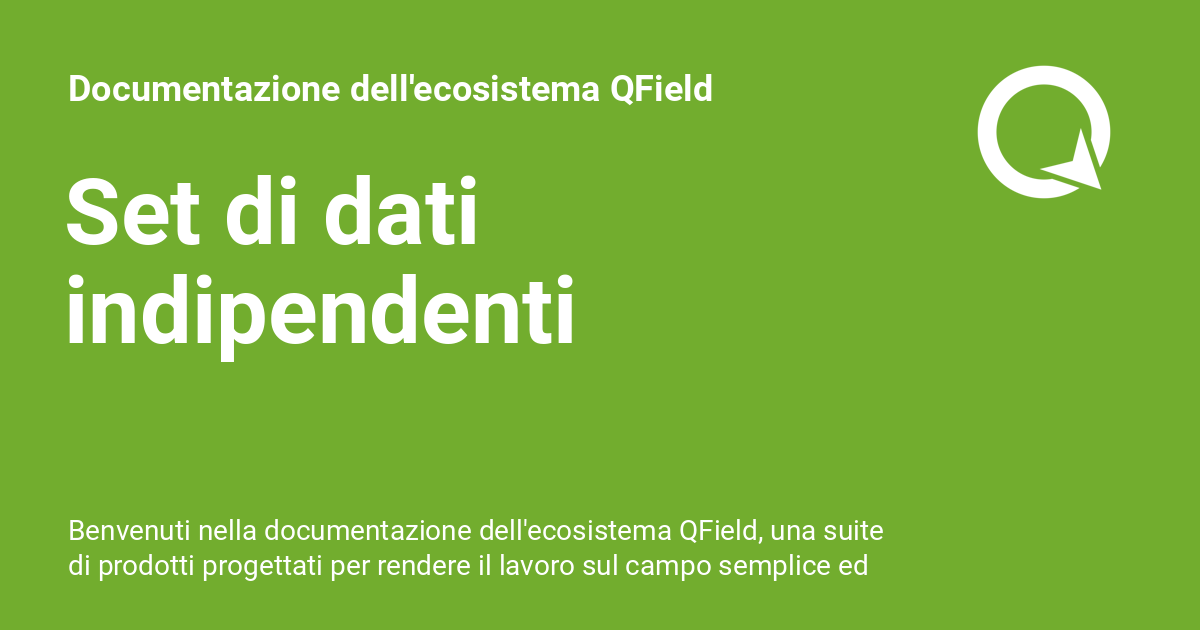 Documentazione dell'ecosistema QField
Set di dati
indipendenti
Benvenuti nella documentazione dell'ecosistema QField, una suite
di prodotti progettati per rendere il lavoro sul campo semplice ed